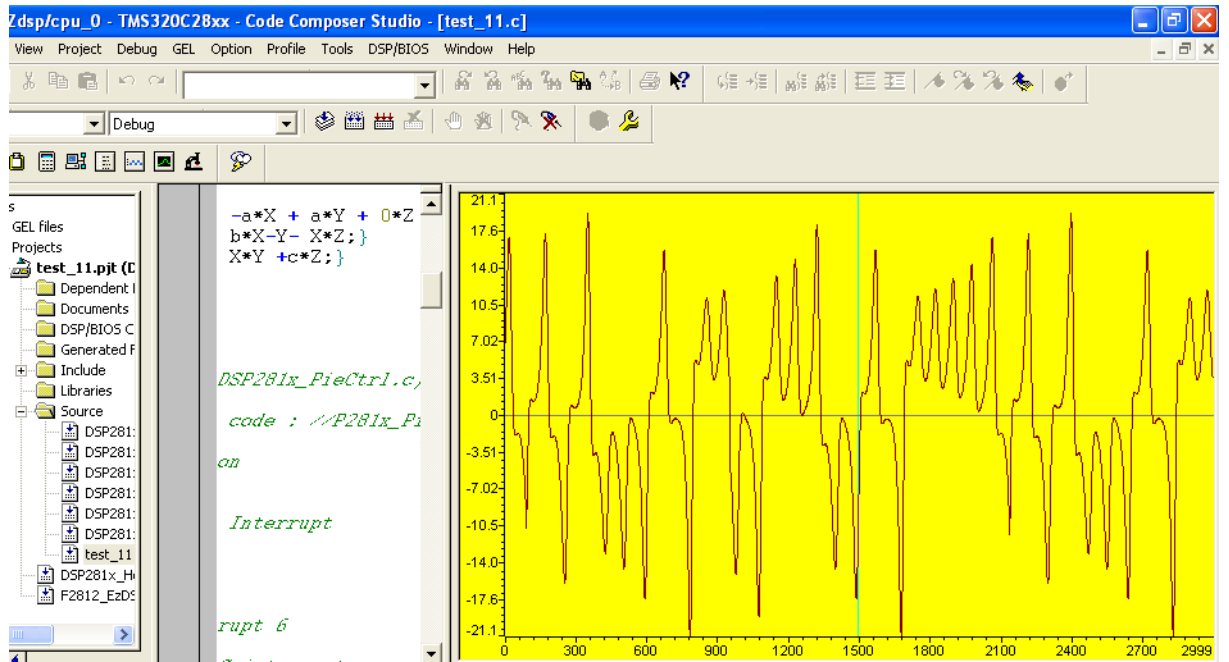 Zdsp/cpu_0 - TMS320C28xx - Code Composer Studio - [test_11.c]
View Project Debug GEL Option Profile Tools DSP/BIOS Window Help
Debug
s
GEL files
Projects
test_11.pjt (D
Dependent I
Documents
DSP/BIOS C
Generated F
Include
Libraries
Source
DSP281:
DSP281:
DSP281:
DSP281:
DSP281:
DSP281:
test_11
DSP281x_He
F2812_EzDS
-a*X + a*Y + 0*Z
b*X-Y- X*Z;}
X*Y +c*Z;}
DSP281x_PieCtrl.c,
code : //F281x_Pi
on
Interrupt
rupt 6
21.1
17.6
14.0
10.5
7.02
3.51
0
-3.51
-7.02
-10.5
-14.0
-17.6
-21.1
0 300 600 900 1200 1500 1800 2100 2400 2700 2999